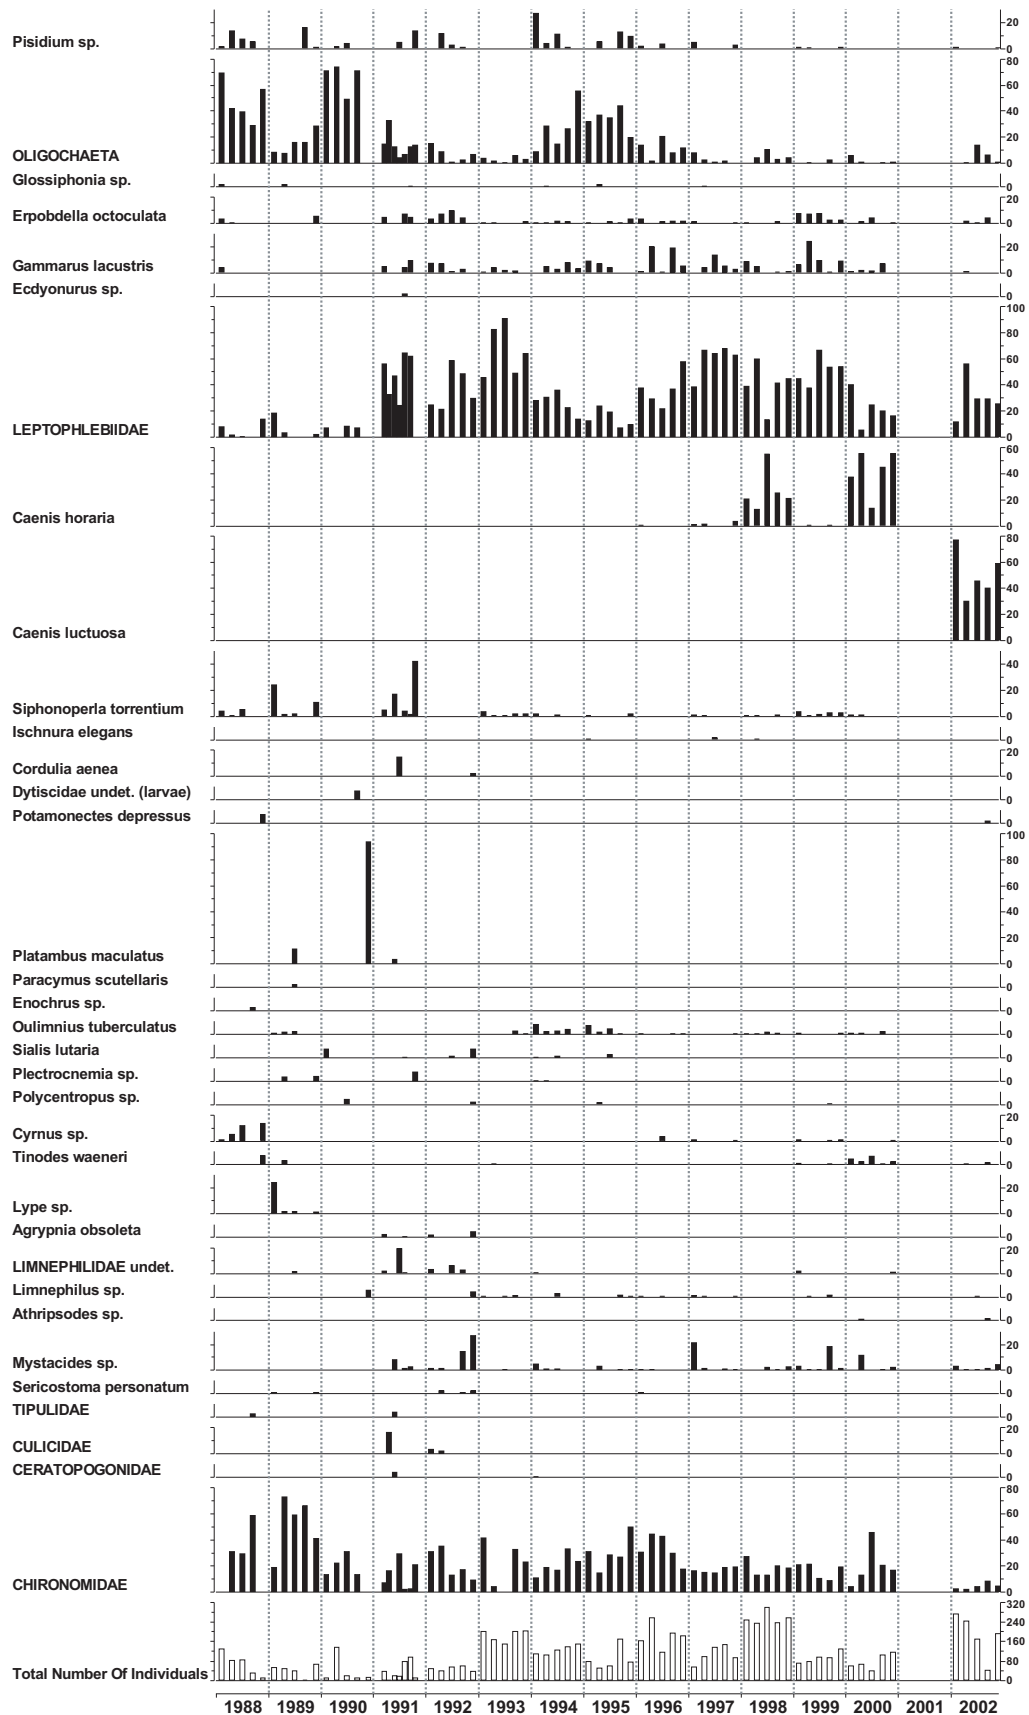 Pisidium sp.
20
0
80
60
40
20
OLIGOCHAETA
0
Glossiphonia sp.
0
20
Erpobdella octoculata
0
20
Gammarus lacustris
0
Ecdyonurus sp.
0
100
80
60
40
20
LEPTOPHLEBIIDAE
0
60
40
20
Caenis horaria
0
80
60
40
20
Caenis luctuosa
0
40
20
Siphonoperla torrentium
0
Ischnura elegans
0
20
Cordulia aenea
0
Dytiscidae undet. (larvae)
0
Potamonectes depressus
0
100
80
60
40
20
Platambus maculatus
0
Paracymus scutellaris
0
Enochrus sp.
0
Oulimnius tuberculatus
0
Sialis lutaria
0
Plectrocnemia sp.
0
Polycentropus sp.
0
20
Cyrnus sp.
0
Tinodes waeneri
0
20
Lype sp.
0
Agrypnia obsoleta
0
20
LIMNEPHILIDAE undet.
0
Limnephilus sp.
0
Athripsodes sp.
0
20
Mystacides sp.
0
Sericostoma personatum
0
TIPULIDAE
0
20
CULICIDAE
0
CERATOPOGONIDAE
0
80
60
40
20
CHIRONOMIDAE
0
320
240
160
80
Total Number Of Individuals
0
1988 1989 1990 1991 1992 1993 1994 1995 1996 1997 1998 1999 2000 2001 2002